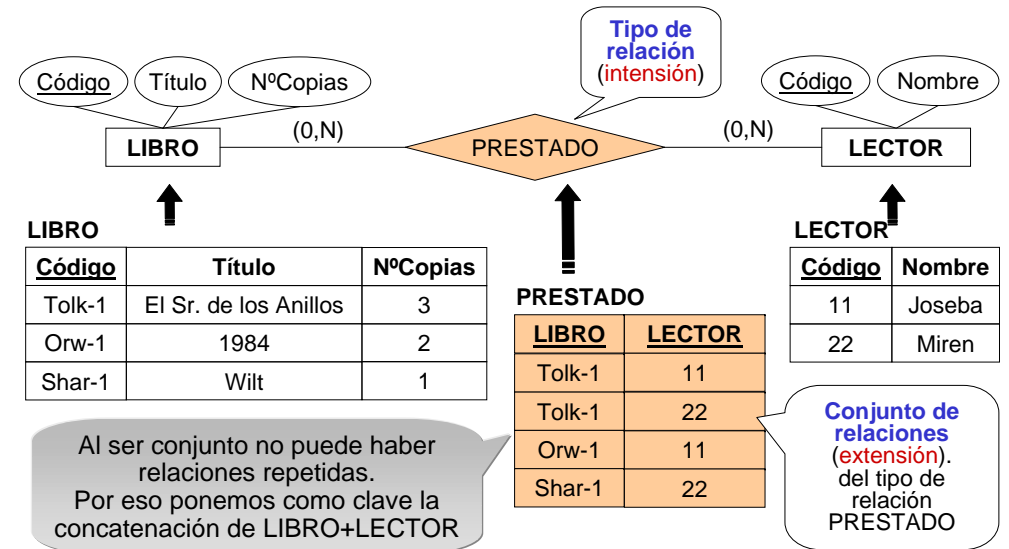 Tipo de
relación
(intensión)
Código Título NºCopias
Código Nombre
LIBRO (0,N) PRESTADO (0,N) LECTOR
LIBRO
Código Título NºCopias
Tolk-1 El Sr. de los Anillos 3
Orw-1 1984 2
Shar-1 Wilt 1
LECTOR
Código Nombre
11 Joseba
22 Miren
PRESTADO
LIBRO LECTOR
Tolk-1 11
Tolk-1 22
Orw-1 11
Shar-1 22
Al ser conjunto no puede haber
relaciones repetidas.
Por eso ponemos como clave la
concatenación de LIBRO+LECTOR
Conjunto de
relaciones
(extensión).
del tipo de
relación
PRESTADO